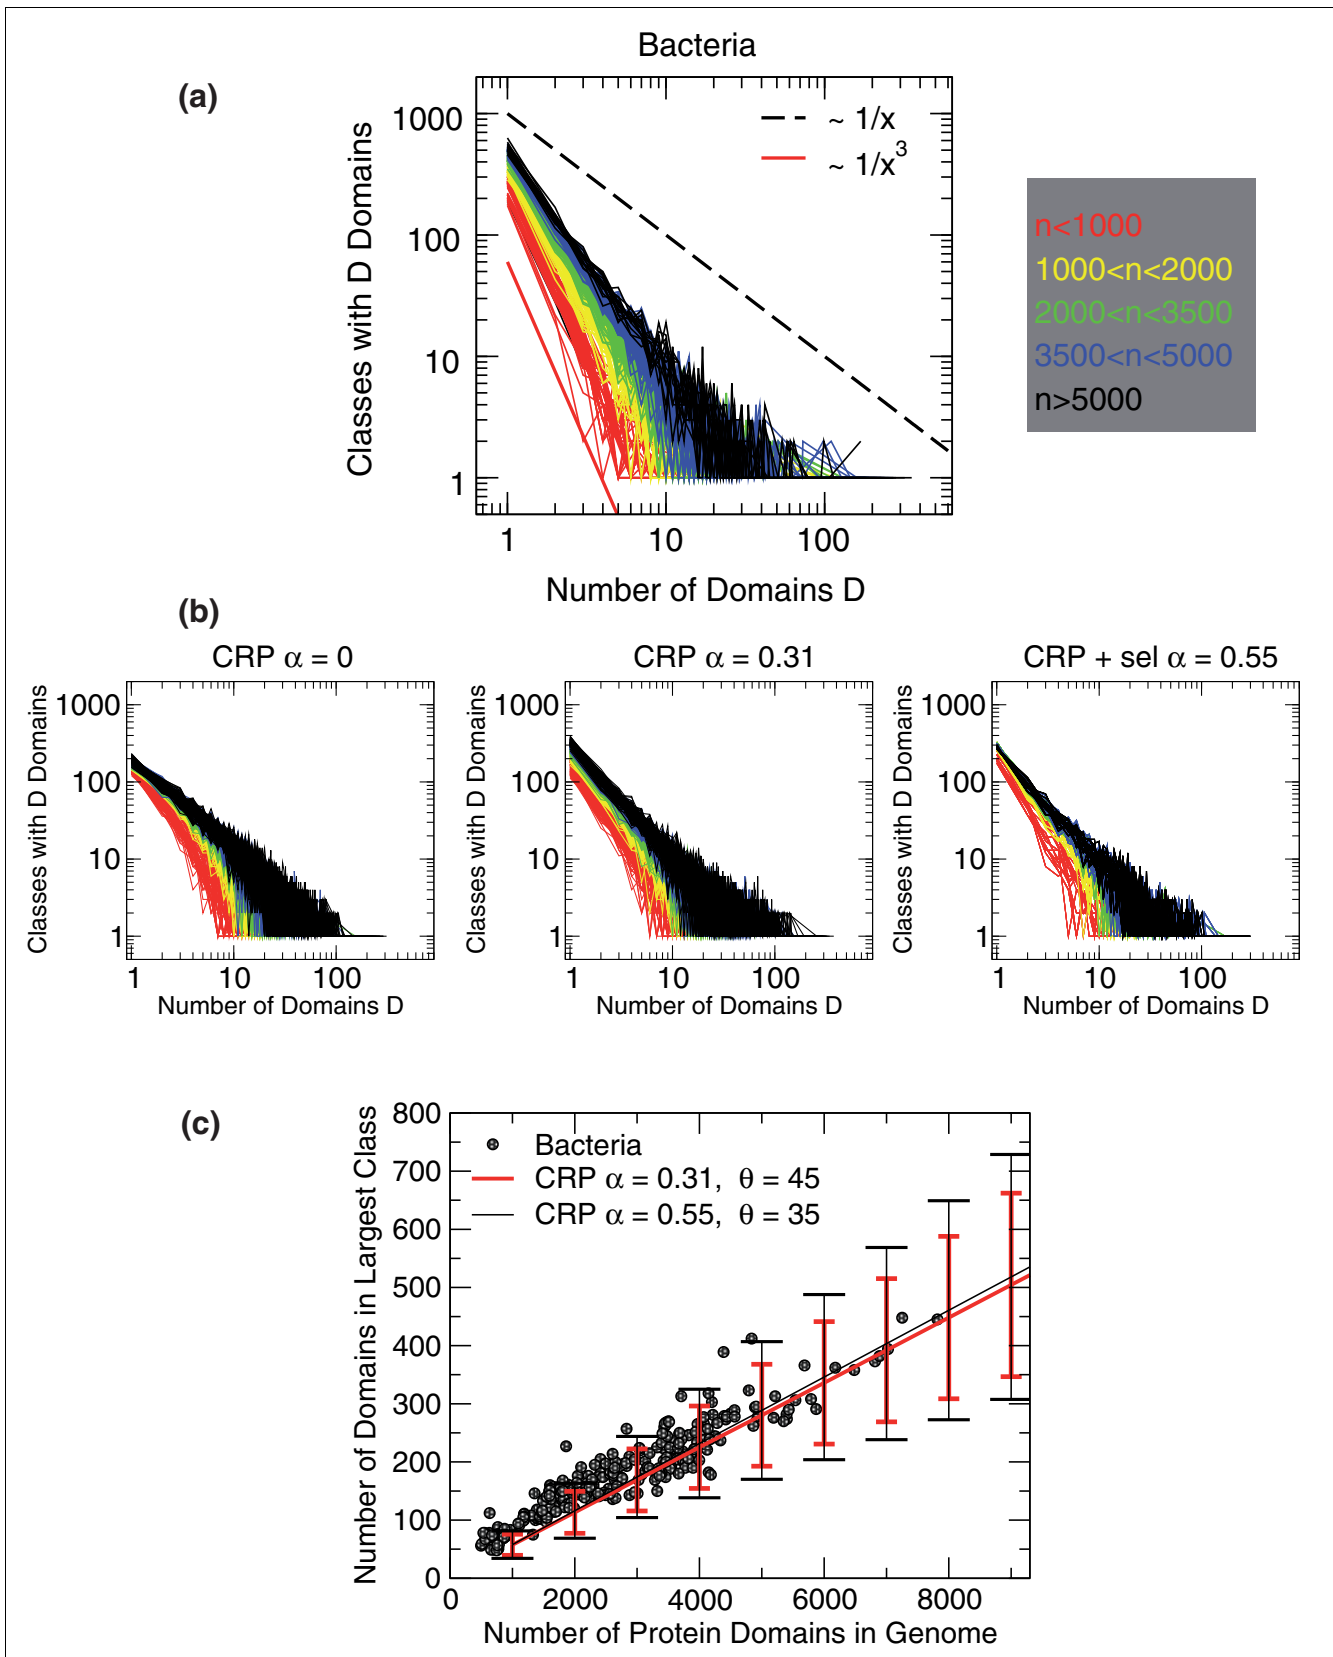 Bacteria
(a)
1000
100
10
1
Classes with D Domains
~ 1/x
~ 1/x³
1
10
100
Number of Domains D
n<1000
1000<n<2000
2000<n<3500
3500<n<5000
n>5000
(b)
CRP α = 0
1000
100
10
1
Classes with D Domains
1
10
100
Number of Domains D
CRP α = 0.31
1000
100
10
1
Classes with D Domains
1
10
100
Number of Domains D
CRP + sel α = 0.55
1000
100
10
1
Classes with D Domains
1
10
100
Number of Domains D
(c)
800
700
600
500
400
300
200
100
0
Number of Domains in Largest Class
Bacteria
CRP α = 0.31, θ = 45
CRP α = 0.55, θ = 35
0
2000
4000
6000
8000
Number of Protein Domains in Genome